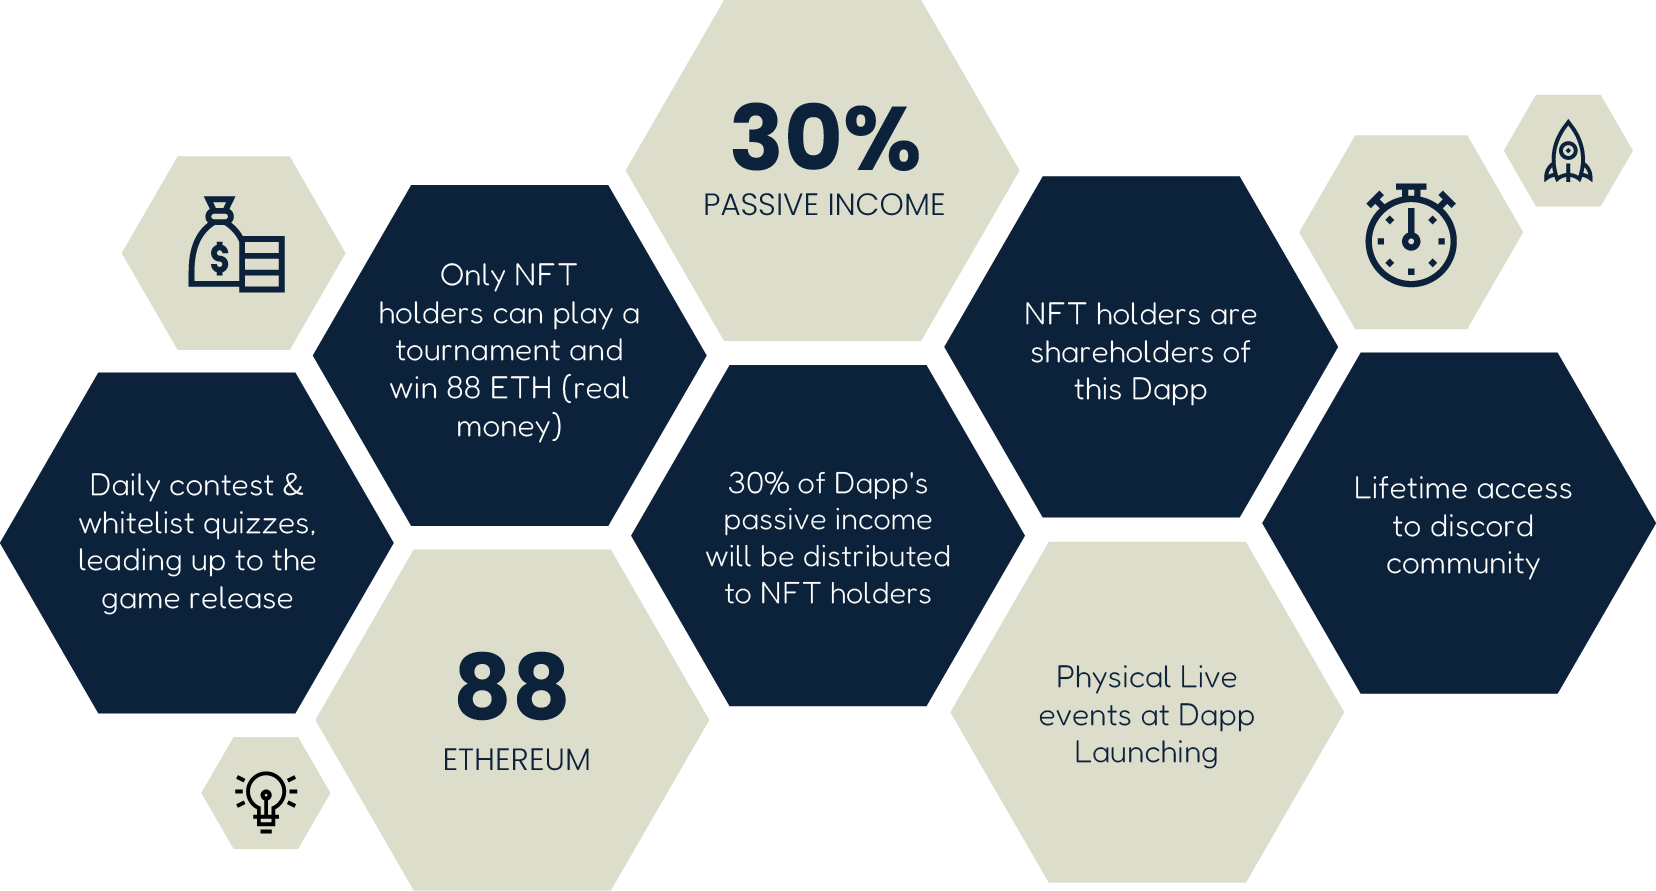 30%
PASSIVE INCOME
Only NFT
holders can play a
tournament and
win 88 ETH (real
money)
NFT holders are
shareholders of
this Dapp
Daily contest &
whitelist quizzes,
leading up to the
game release
30% of Dapp's
passive income
will be distributed
to NFT holders
Lifetime access
to discord
community
88
ETHEREUM
Physical Live
events at Dapp
Launching
$